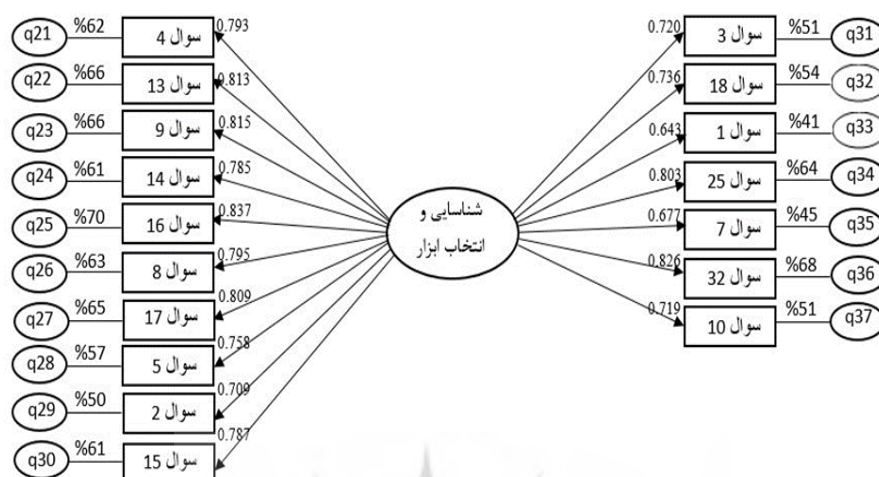 q21 %62 سوال 4 0.793
q22 %66 سوال 13 0.813
q23 %66 سوال 9 0.815
q24 %61 سوال 14 0.785
q25 %70 سوال 16 0.837
q26 %63 سوال 8 0.795
q27 %65 سوال 17 0.809
q28 %57 سوال 5 0.758
q29 %50 سوال 2 0.709
q30 %61 سوال 15 0.787
شناسایی و
انتخاب ابزار
0.720 سوال 3 %51 q31
0.736 سوال 18 %54 q32
0.643 سوال 1 %41 q33
0.803 سوال 25 %64 q34
0.677 سوال 7 %45 q35
0.826 سوال 32 %68 q36
0.719 سوال 10 %51 q37